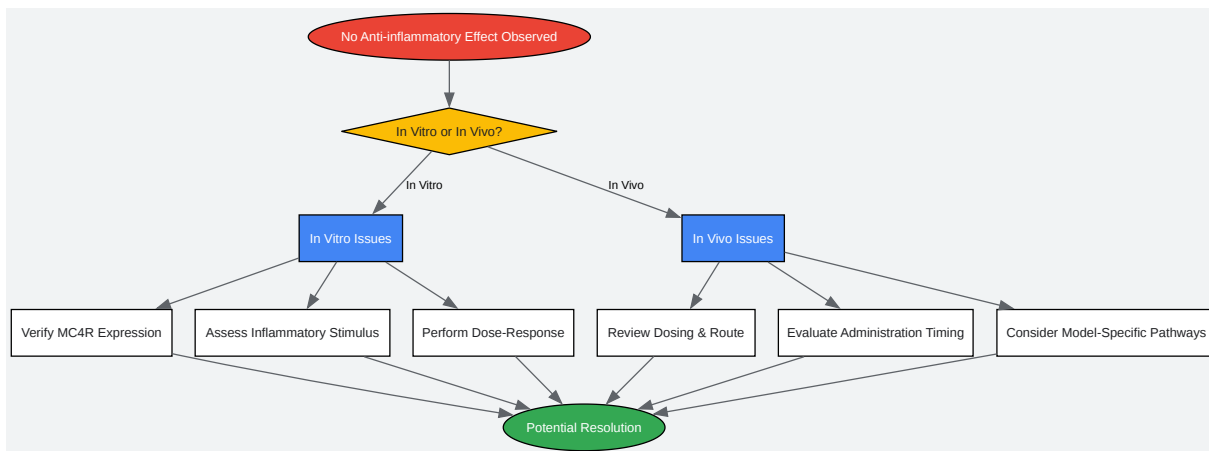 No Anti-inflammatory Effect Observed
In Vitro or In Vivo?
In Vitro
In Vivo
In Vitro Issues
In Vivo Issues
Verify MC4R Expression
Assess Inflammatory Stimulus
Perform Dose-Response
Review Dosing & Route
Evaluate Administration Timing
Consider Model-Specific Pathways
Potential Resolution